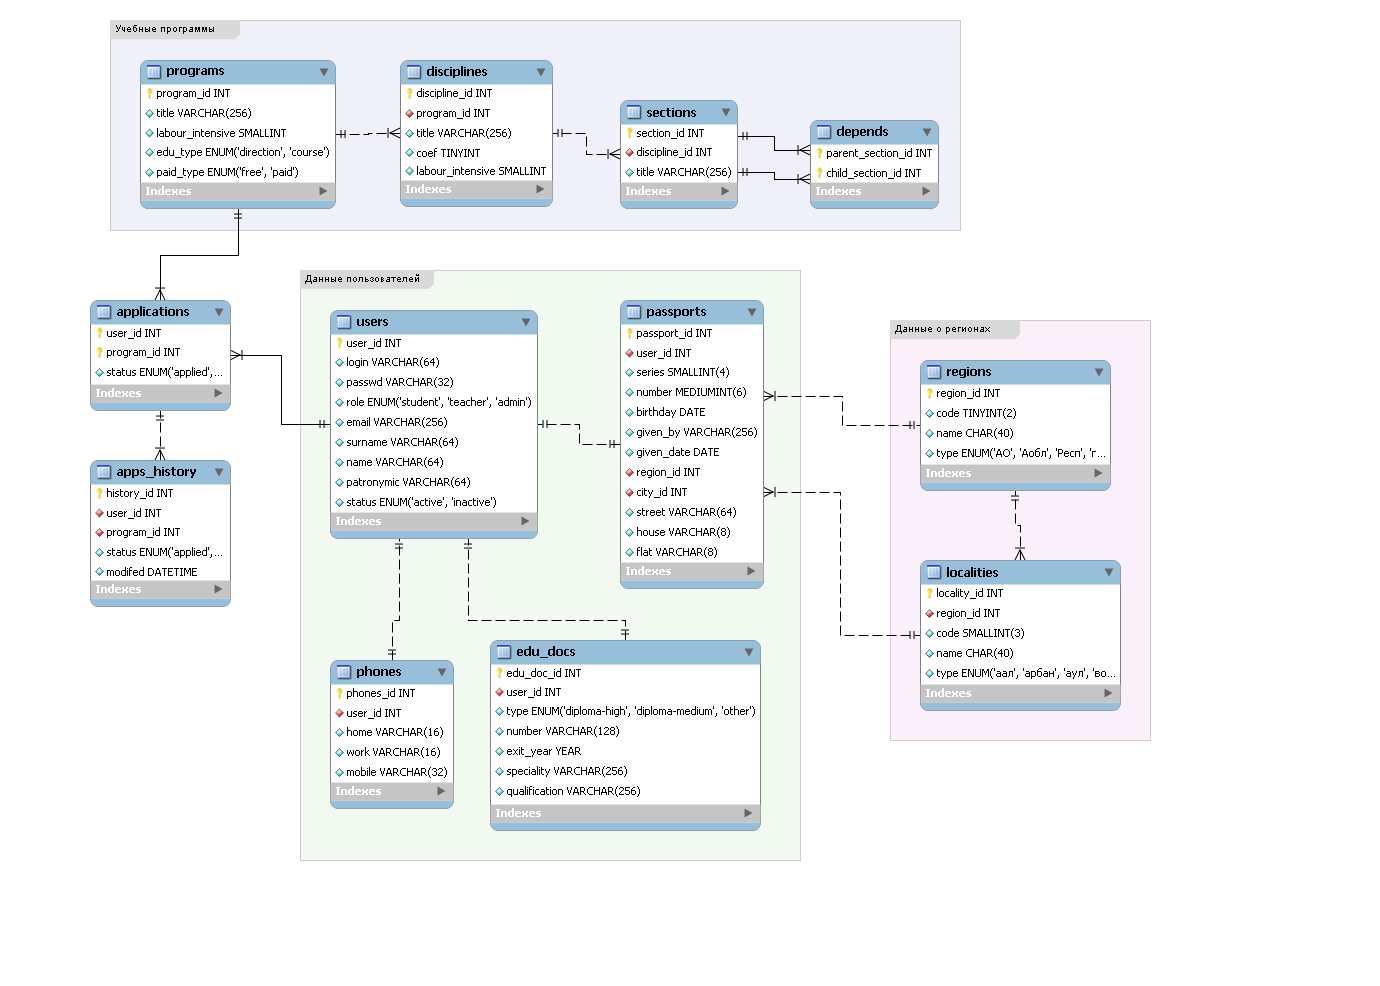 Учебные программы
programs
program_id INT
title VARCHAR(256)
labour_intensive SMALLINT
edu_type ENUM('direction', 'course')
paid_type ENUM('free', 'paid')
Indexes
disciplines
discipline_id INT
program_id INT
title VARCHAR(256)
coef TINYINT
labour_intensive SMALLINT
Indexes
sections
section_id INT
discipline_id INT
title VARCHAR(256)
Indexes
depends
parent_section_id INT
child_section_id INT
Indexes
applications
user_id INT
program_id INT
status ENUM('applied',...
Indexes
apps_history
history_id INT
user_id INT
program_id INT
status ENUM('applied',...
modifed DATETIME
Indexes
Данные пользователей
users
user_id INT
login VARCHAR(64)
passwd VARCHAR(32)
role ENUM('student', 'teacher', 'admin')
email VARCHAR(256)
surname VARCHAR(64)
name VARCHAR(64)
patronymic VARCHAR(64)
status ENUM('active', 'inactive')
Indexes
passports
passport_id INT
user_id INT
series SMALLINT(4)
number MEDIUMINT(6)
birthday DATE
given_by VARCHAR(256)
given_date DATE
region_id INT
city_id INT
street VARCHAR(64)
house VARCHAR(8)
flat VARCHAR(8)
Indexes
phones
phones_id INT
user_id INT
home VARCHAR(16)
work VARCHAR(16)
mobile VARCHAR(32)
Indexes
edu_docs
edu_doc_id INT
user_id INT
type ENUM('diploma-high', 'diploma-medium', 'other')
number VARCHAR(128)
exit_year YEAR
speciality VARCHAR(256)
qualification VARCHAR(256)
Indexes
Данные о регионах
regions
region_id INT
code TINYINT(2)
name CHAR(40)
type ENUM('АО', 'Аобл', 'Респ', 'г...
Indexes
localities
locality_id INT
region_id INT
code SMALLINT(3)
name CHAR(40)
type ENUM('аал', 'арбан', 'аул', 'во...
Indexes